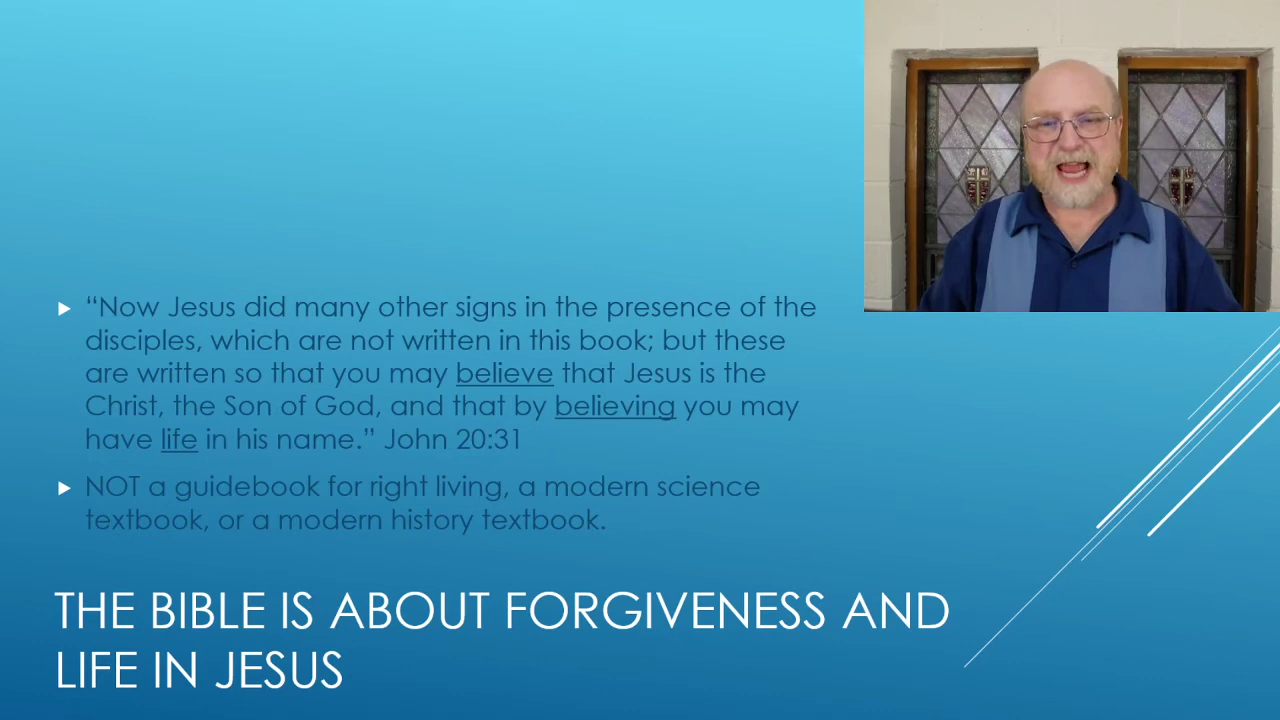 “Now Jesus did many other signs in the presence of the
disciples, which are not written in this book; but these
are written so that you may believe that Jesus is the
Christ, the Son of God, and that by believing you may
have life in his name.” John 20:31
NOT a guidebook for right living, a modern science
textbook, or a modern history textbook.
THE BIBLE IS ABOUT FORGIVENESS AND
LIFE IN JESUS